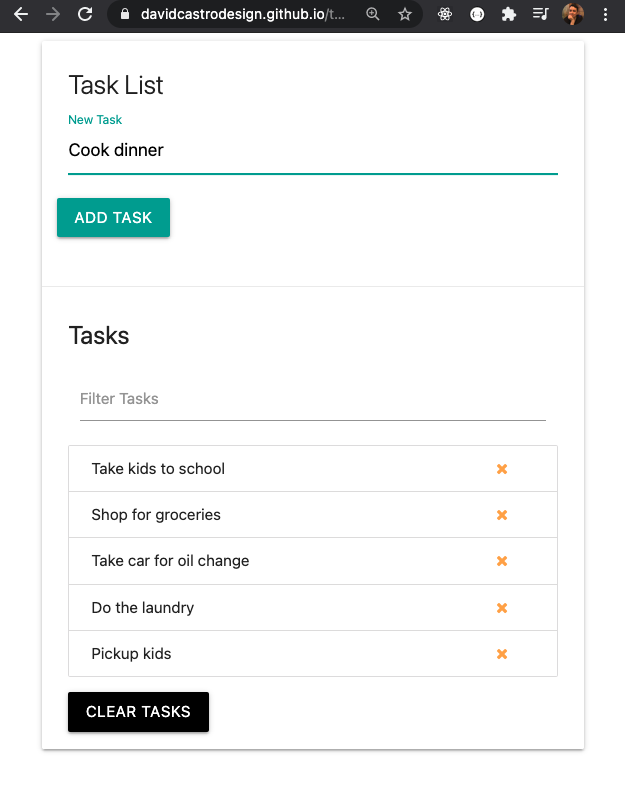 davidcastrodesign.github.io/t...
Task List
New Task
Cook dinner
ADD TASK
Tasks
Filter Tasks
Take kids to school
Shop for groceries
Take car for oil change
Do the laundry
Pickup kids
CLEAR TASKS